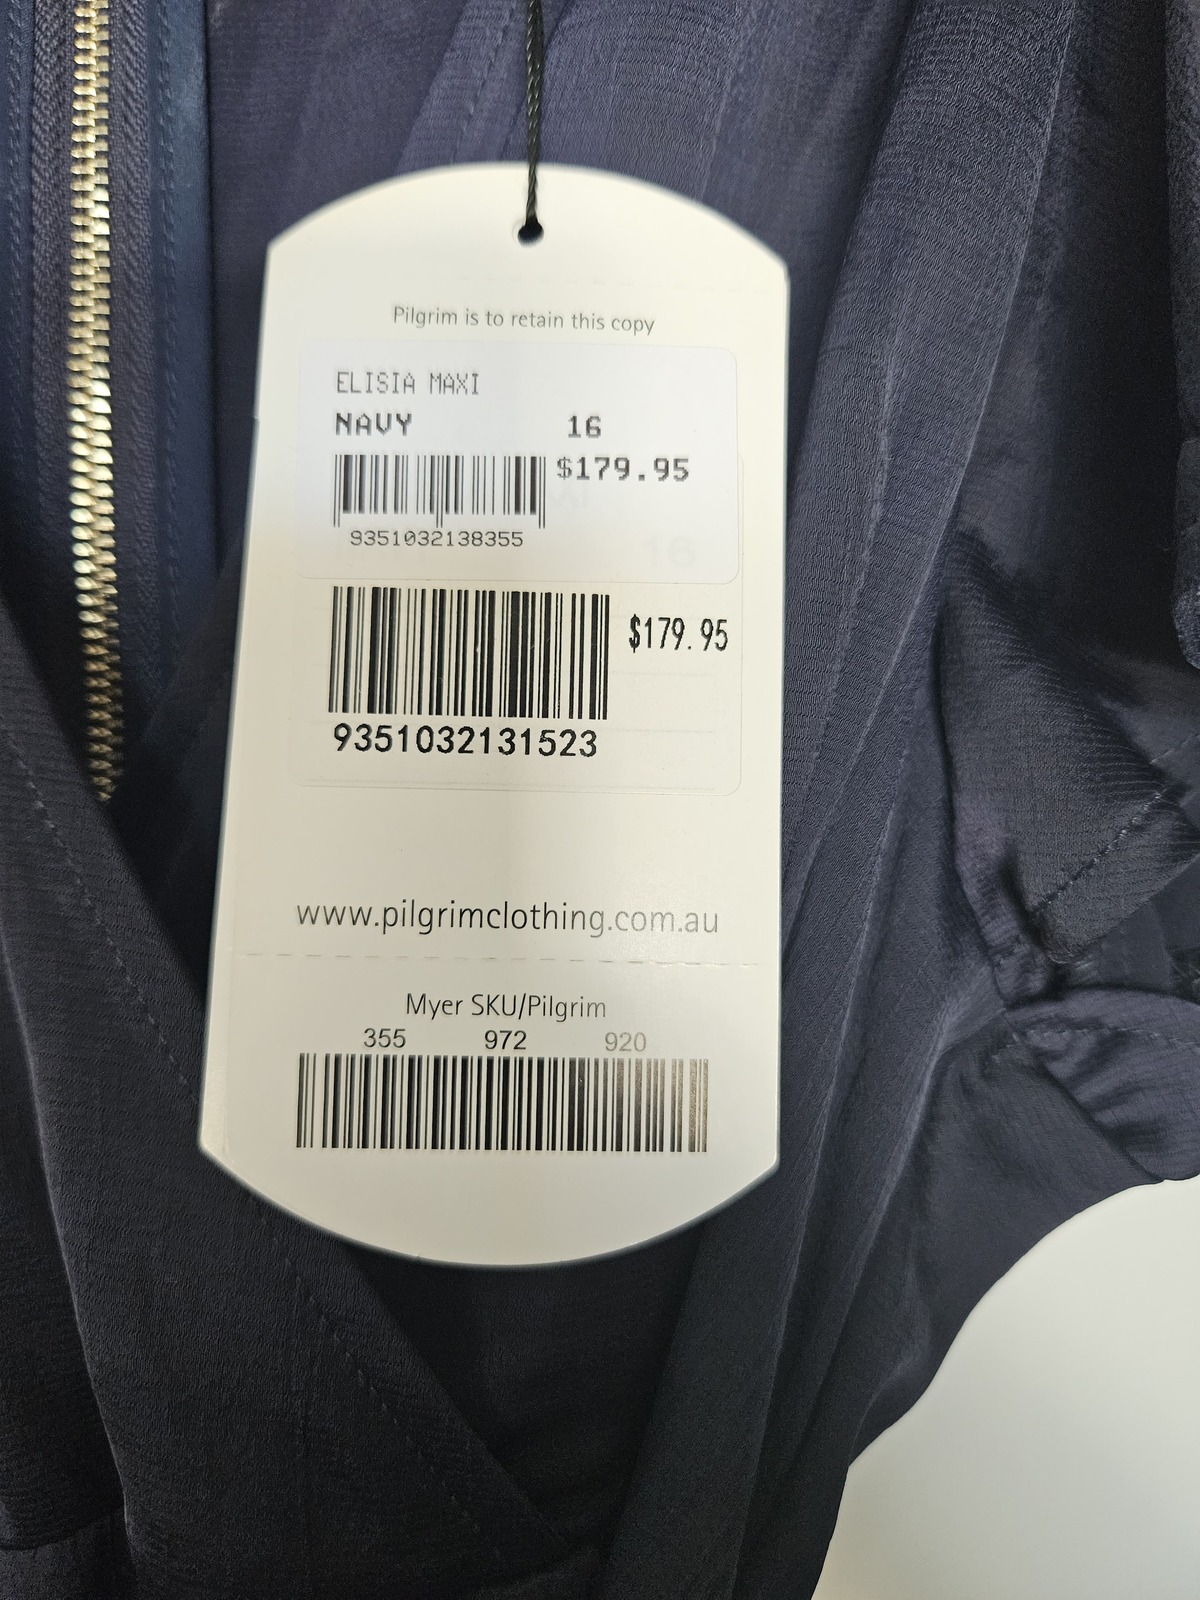 Pilgrim is to retain this copy
ELISIA MAXI
NAVY 16
$179.95
9351032138355
16
$179.95
9351032131523
www.pilgrimclothing.com.au
Myer SKU/Pilgrim
355 972 920